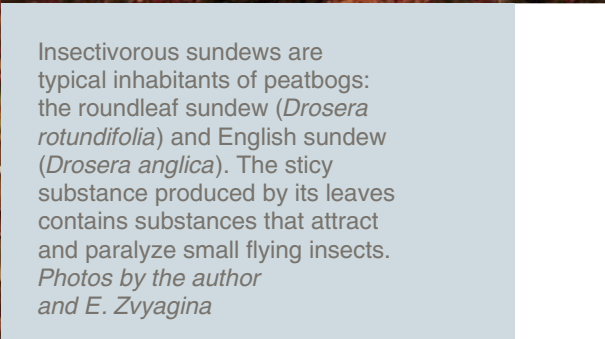 Insectivorous sundews are
typical inhabitants of peatbogs:
the roundleaf sundew (Drosera
rotundifolia) and English sundew
(Drosera anglica). The sticy
substance produced by its leaves
contains substances that attract
and paralyze small flying insects.
Photos by the author
and E. Zvyagina